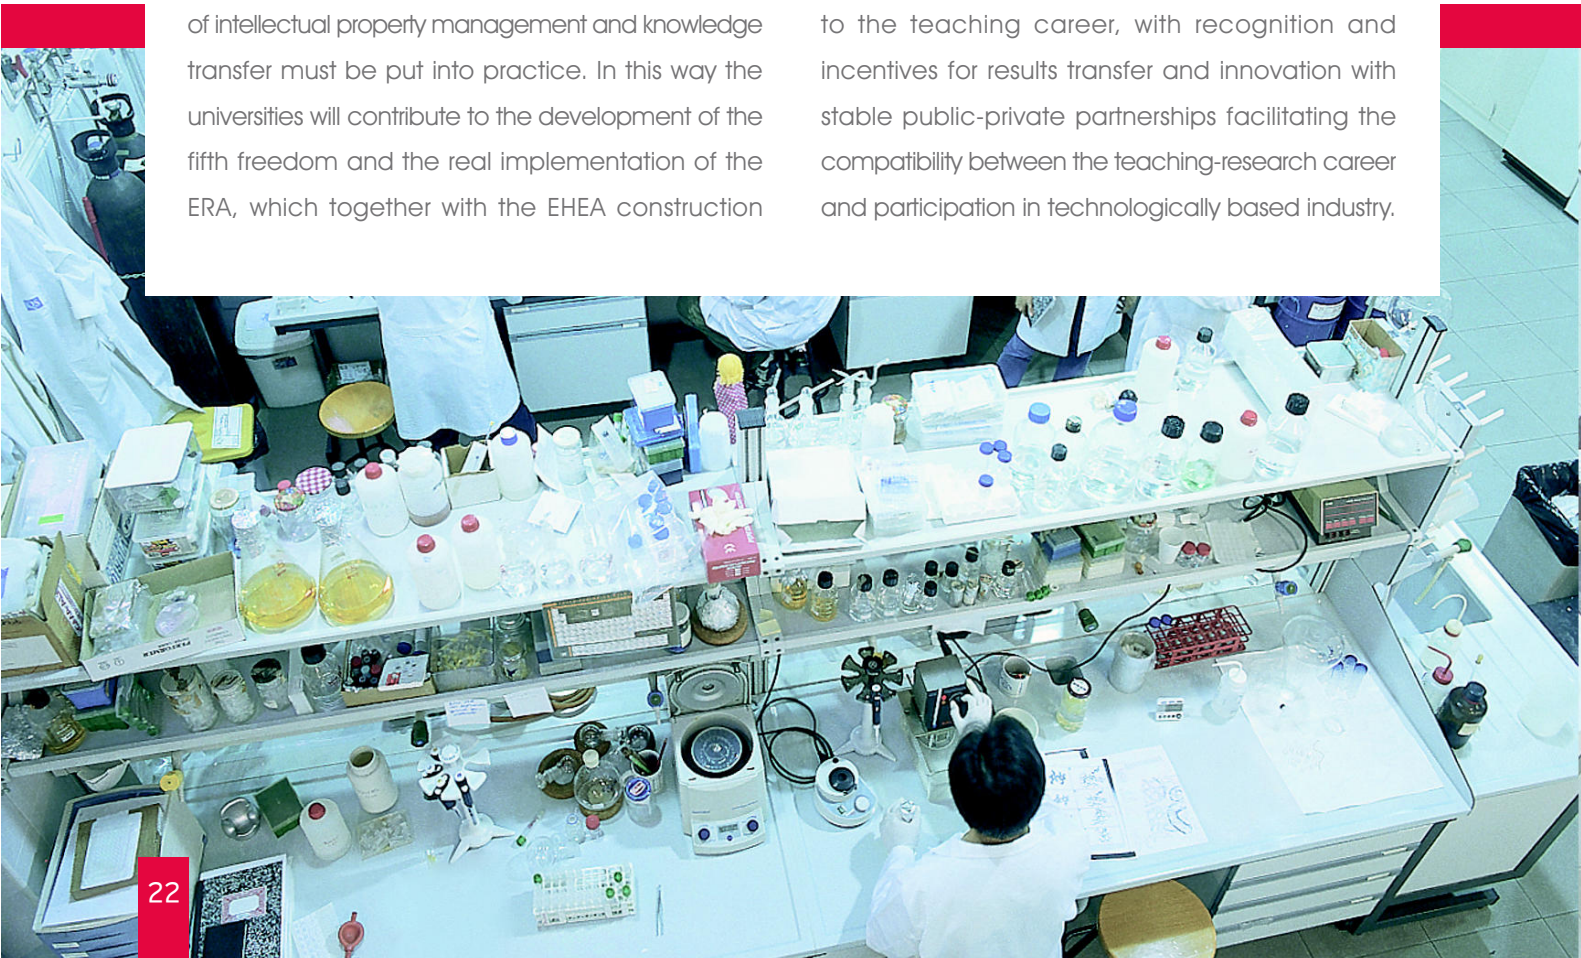 of intellectual property management and knowledge
transfer must be put into practice. In this way the
universities will contribute to the development of the
fifth freedom and the real implementation of the
ERA, which together with the EHEA construction
to the teaching career, with recognition and
incentives for results transfer and innovation with
stable public-private partnerships facilitating the
compatibility between the teaching-research career
and participation in technologically based industry.
22